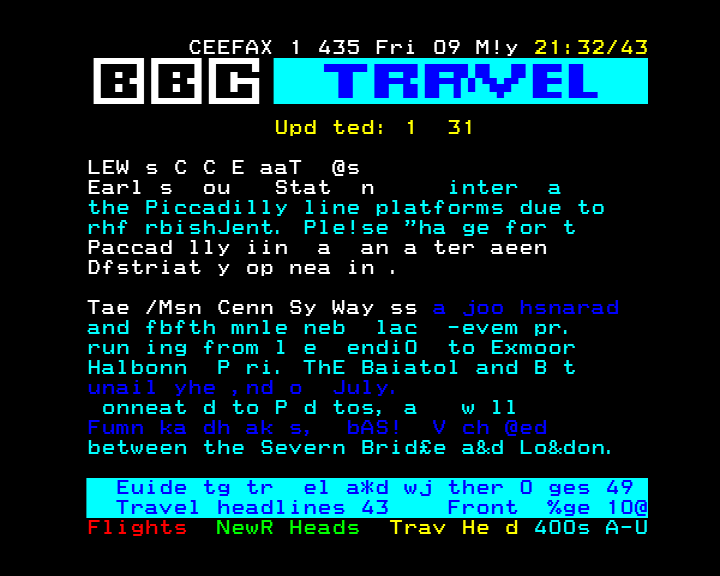 CEEFAX 1 435 Fri 09 M!y 21:32/43
BBC TRAVEL
Upd ted: 1  31
LEW s C C E aaT  @s
Earl s  ou  Stat  n     inter  a
the Piccadilly line platforms due to
rhf rbishJent.  Ple!se "ha ge for t
Paccad lly iin  a  an a ter aeen
Dfstriat y op nea in .
Tae /Msn Cenn Sy Way ss a joo hsnarad
and fbfth mnle neb  lac  -evem pr.
run ing from l e  endiO  to Exmoor
Halbonn  P ri.  ThE Baiatol and B t
unail yhe ,nd o  July.
onneat d to P d tos, a   w ll
Fumn ka dh ak s,  bAS!  V ch @ed
between the Severn Brid£e a&d Lo&don.
Euide tg tr  el a*d wj ther O ges 49
Travel headlines 43    Front  %ge 10@
Flights  NewR Heads  Trav He d 400s A-U